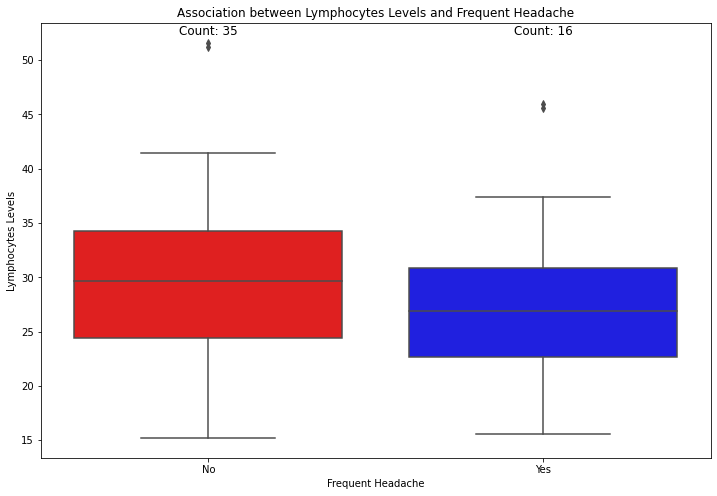 Association between Lymphocytes Levels and Frequent Headache
Count: 35
Count: 16
50
45
40
35
30
25
20
15
Lymphocytes Levels
No
Yes
Frequent Headache